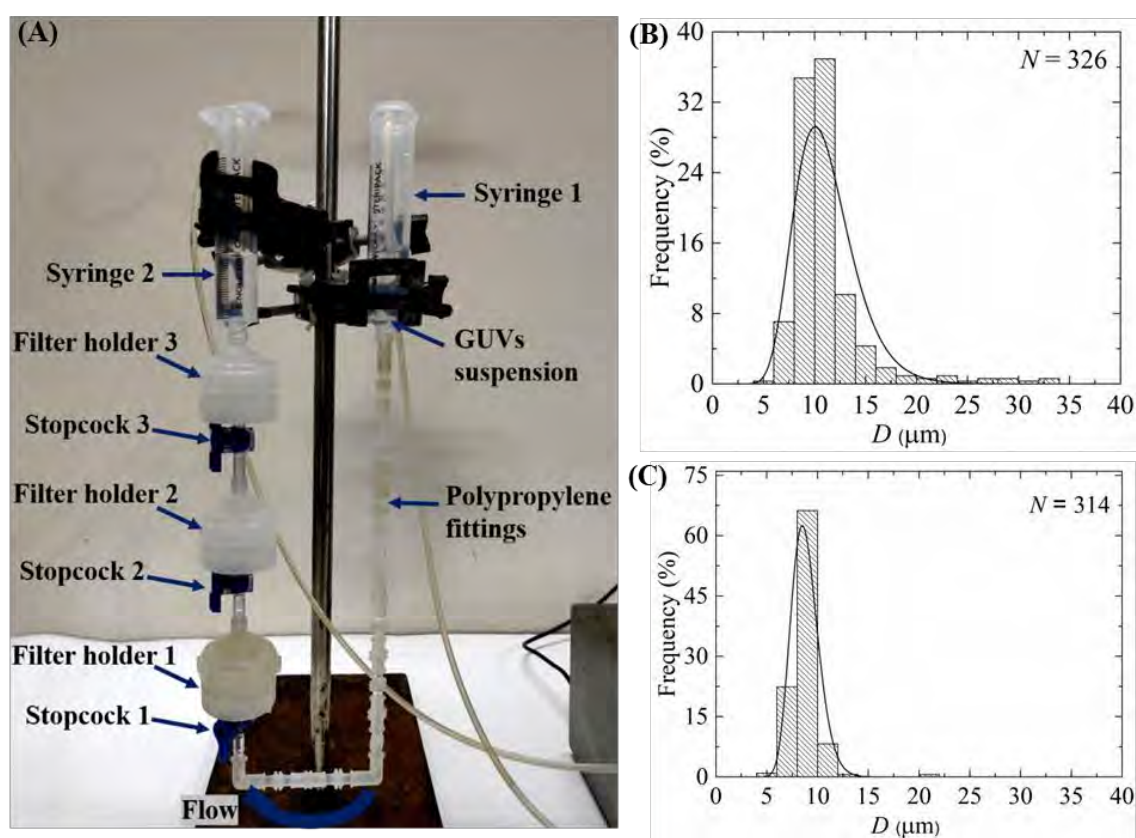 (A)
Syringe 1
Syringe 2
Filter holder 3
GUVs
suspension
Stopcock 3
Filter holder 2
Polypropylene
fittings
Stopcock 2
Filter holder 1
Stopcock 1
Flow
(B)
N = 326
Frequency (%)
40
36
32
24
16
8
0
0 5 10 15 20 25 30 35 40
D (μm)
(C)
N = 314
Frequency (%)
75
60
45
30
15
0
0 5 10 15 20 25 30 35 40
D (μm)